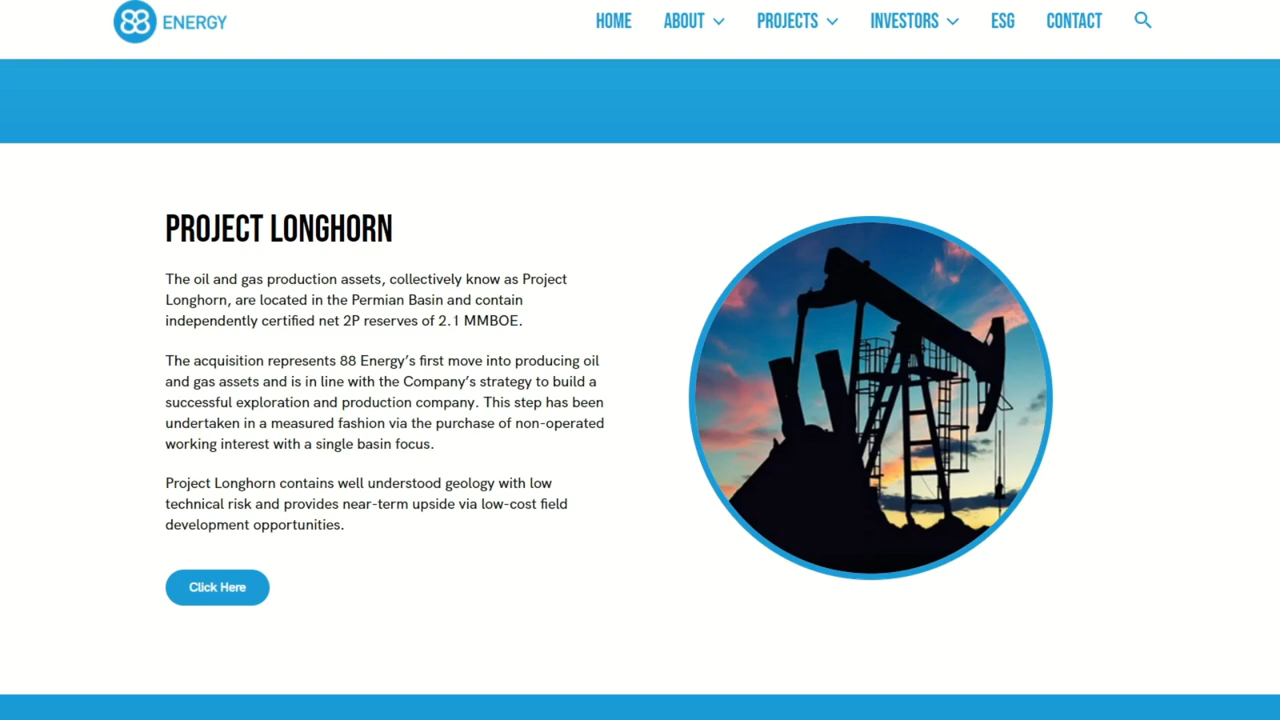 88 ENERGY
HOME ABOUT PROJECTS INVESTORS ESG CONTACT
PROJECT LONGHORN
The oil and gas production assets, collectively know as Project
Longhorn, are located in the Permian Basin and contain
independently certified net 2P reserves of 2.1 MMBOE.
The acquisition represents 88 Energy’s first move into producing oil
and gas assets and is in line with the Company’s strategy to build a
successful exploration and production company. This step has been
undertaken in a measured fashion via the purchase of non-operated
working interest with a single basin focus.
Project Longhorn contains well understood geology with low
technical risk and provides near-term upside via low-cost field
development opportunities.
Click Here